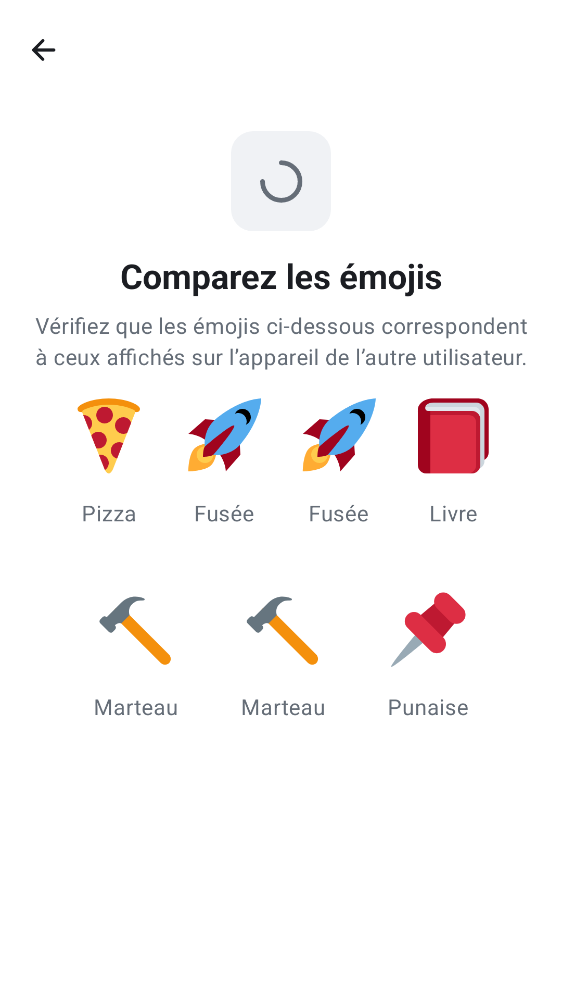 Comparez les émojis
Vérifiez que les émojis ci-dessous correspondent
à ceux affichés sur l’appareil de l’autre utilisateur.
Pizza Fusée Fusée Livre
Marteau Marteau Punaise